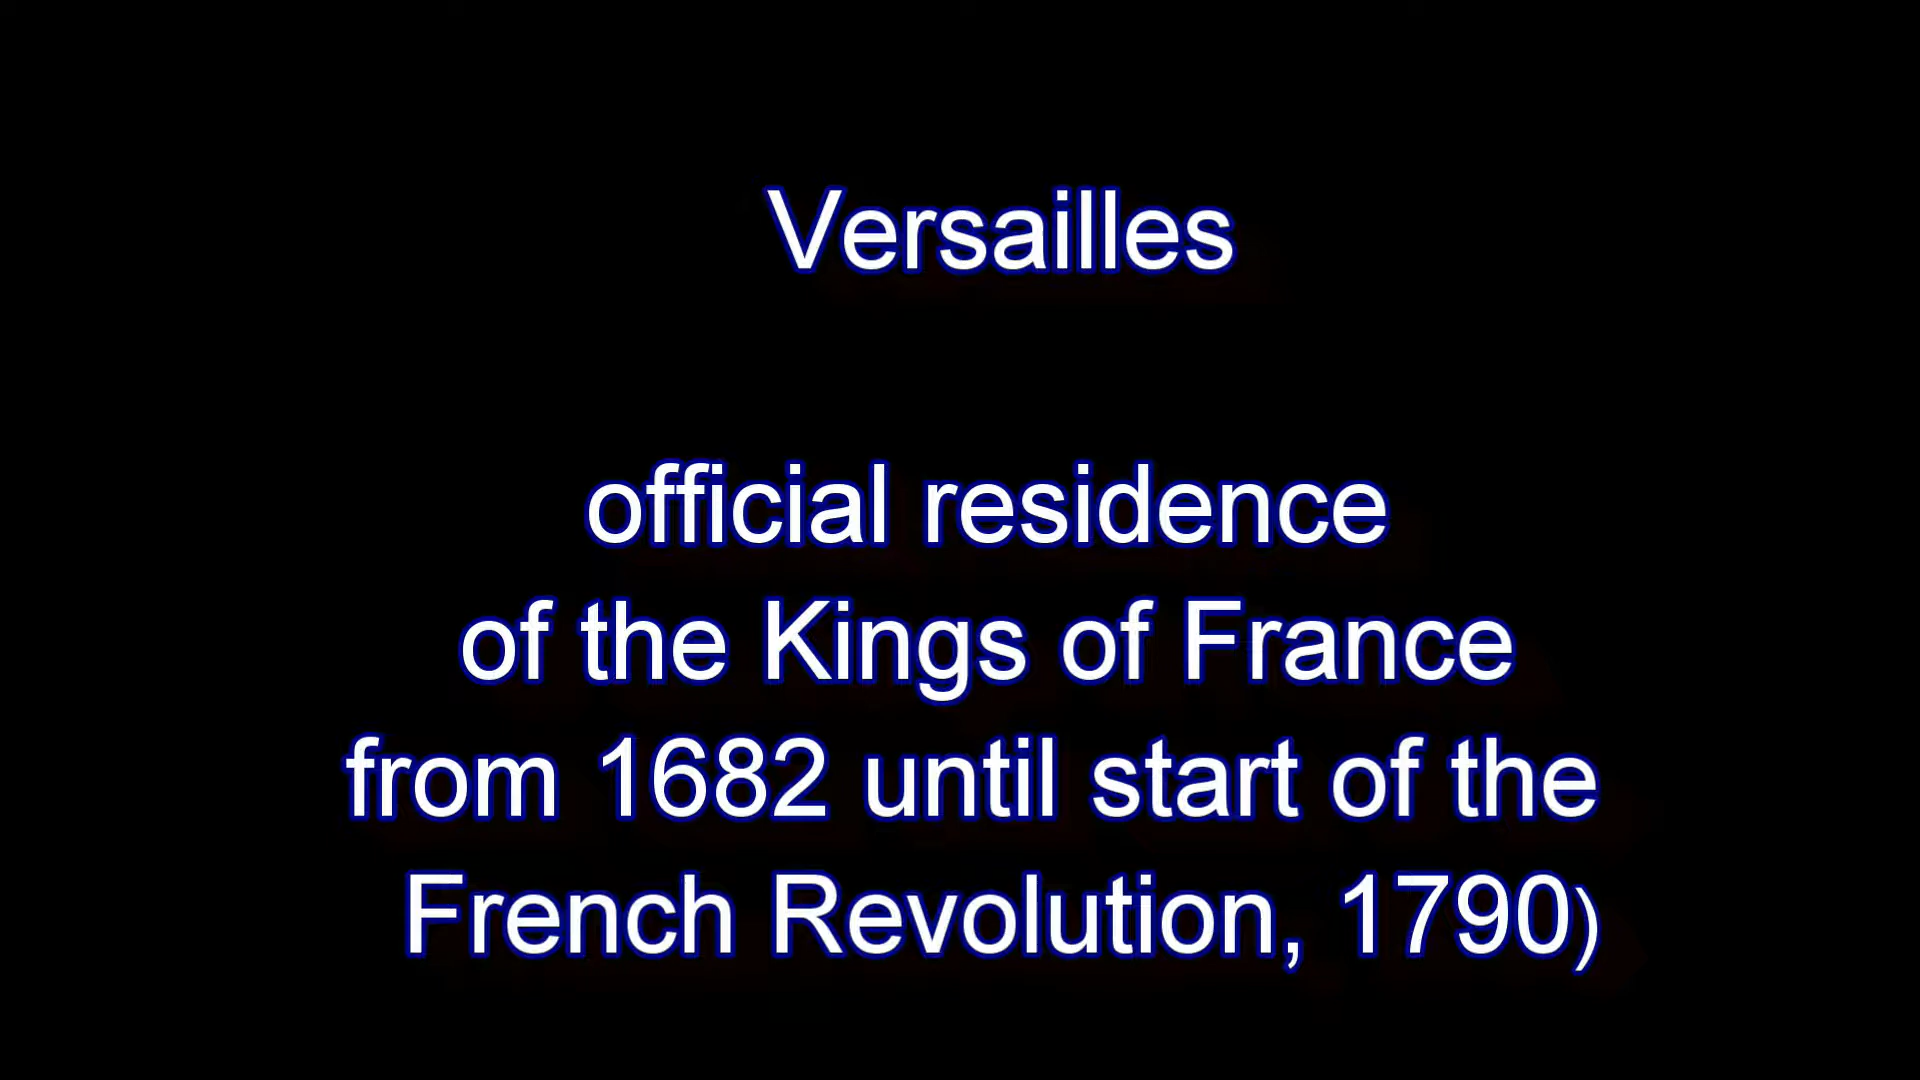 Versailles
official residence
of the Kings of France
from 1682 until start of the
French Revolution, 1790)